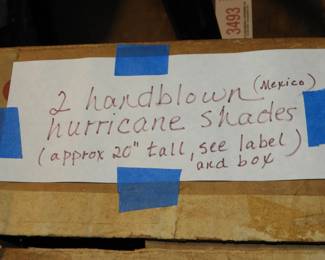 3493
2 handblown (Mexico)
hurricane shades
(approx 20" tall, see label)
and box